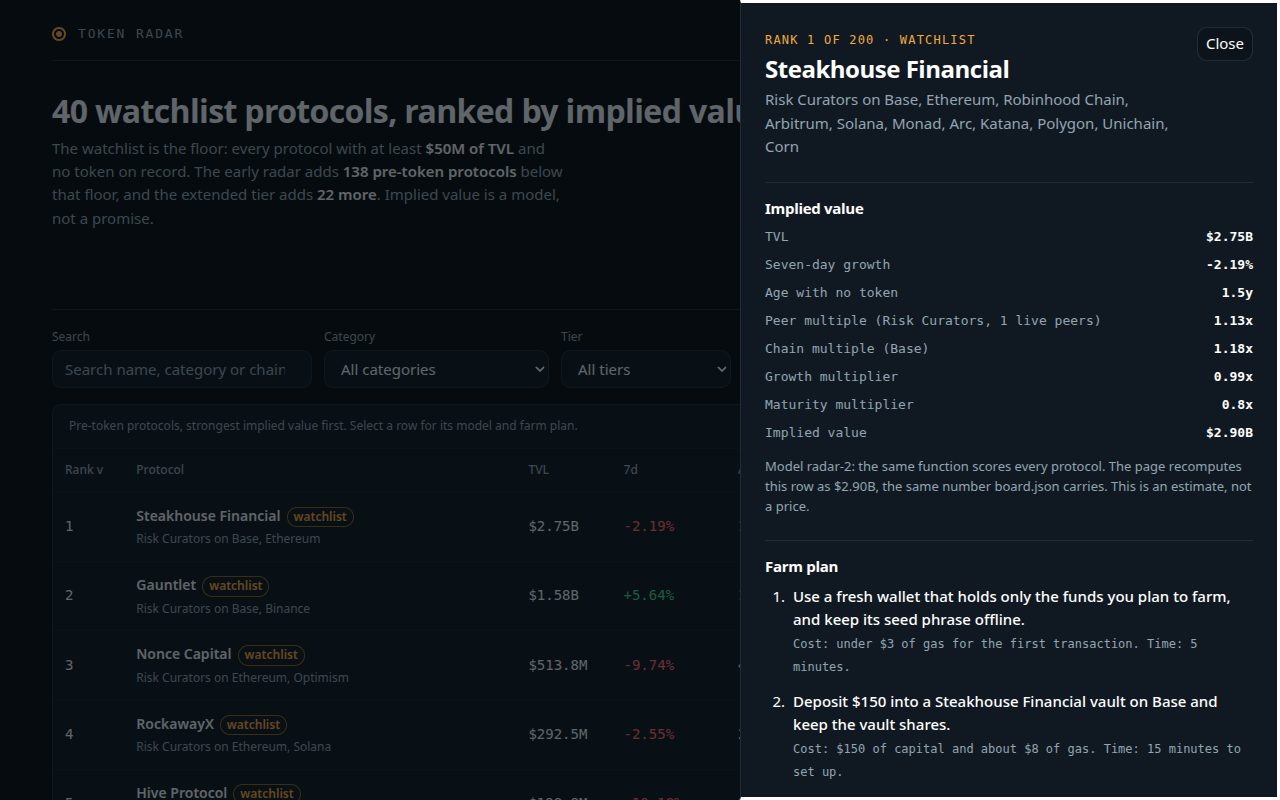 TOKEN RADAR
40 watchlist protocols, ranked by implied valu
The watchlist is the floor: every protocol with at least $50M of TVL and
no token on record. The early radar adds 138 pre-token protocols below
that floor, and the extended tier adds 22 more. Implied value is a model,
not a promise.
Search
Category
Tier
Search name, category or chain
All categories
All tiers
Pre-token protocols, strongest implied value first. Select a row for its model and farm plan.
Rank v Protocol TVL 7d
1 Steakhouse Financial watchlist $2.75B -2.19%
Risk Curators on Base, Ethereum
2 Gauntlet watchlist $1.58B +5.64%
Risk Curators on Base, Binance
3 Nonce Capital watchlist $513.8M -9.74%
Risk Curators on Ethereum, Optimism
4 RockawayX watchlist $292.5M -2.55%
Risk Curators on Ethereum, Solana
Hive Protocol watchlist
RANK 1 OF 200 · WATCHLIST
Close
Steakhouse Financial
Risk Curators on Base, Ethereum, Robinhood Chain,
Arbitrum, Solana, Monad, Arc, Katana, Polygon, Unichain,
Corn
Implied value
TVL $2.75B
Seven-day growth -2.19%
Age with no token 1.5y
Peer multiple (Risk Curators, 1 live peers) 1.13x
Chain multiple (Base) 1.18x
Growth multiplier 0.99x
Maturity multiplier 0.8x
Implied value $2.90B
Model radar-2: the same function scores every protocol. The page recomputes
this row as $2.90B, the same number board.json carries. This is an estimate, not
a price.
Farm plan
1. Use a fresh wallet that holds only the funds you plan to farm,
and keep its seed phrase offline.
Cost: under $3 of gas for the first transaction. Time: 5
minutes.
2. Deposit $150 into a Steakhouse Financial vault on Base and
keep the vault shares.
Cost: $150 of capital and about $8 of gas. Time: 15 minutes to
set up.